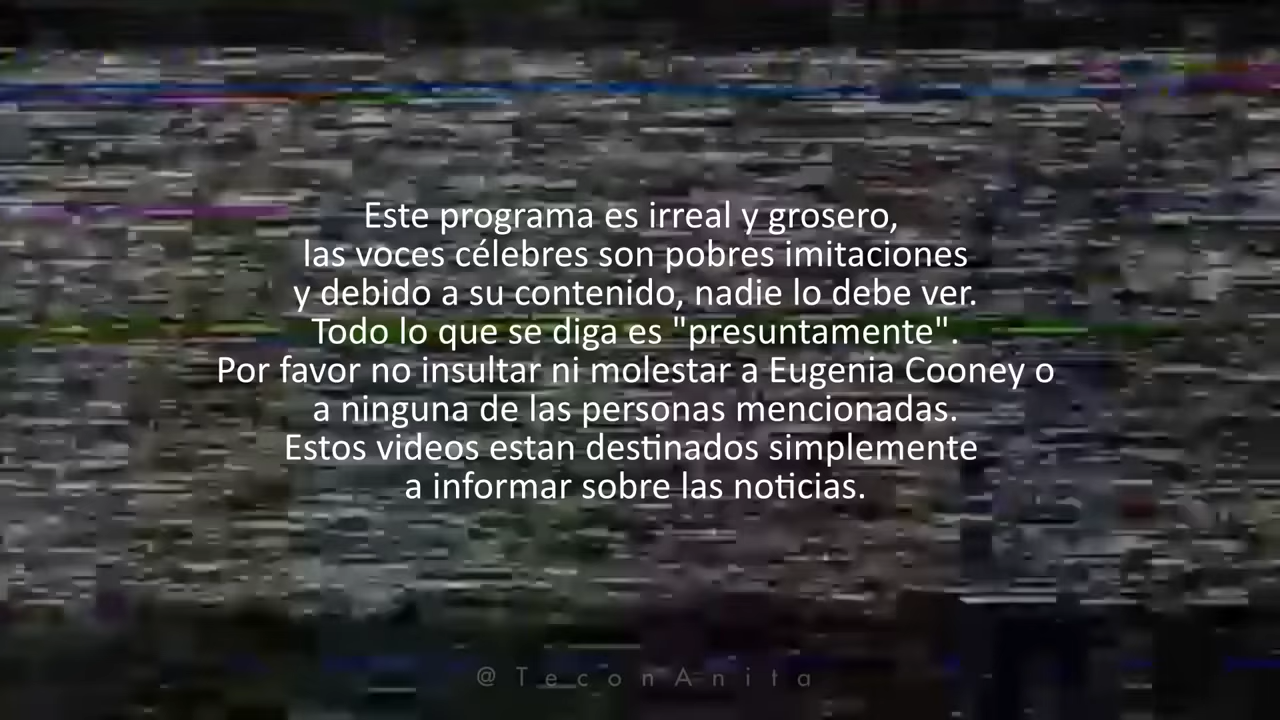 Este programa es irreal y grosero,
las voces célebres son pobres imitaciones
y debido a su contenido, nadie lo debe ver.
Todo lo que se diga es "presuntamente".
Por favor no insultar ni molestar a Eugenia Cooney o
a ninguna de las personas mencionadas.
Estos videos estan destinados simplemente
a informar sobre las noticias.
@TeconAnita